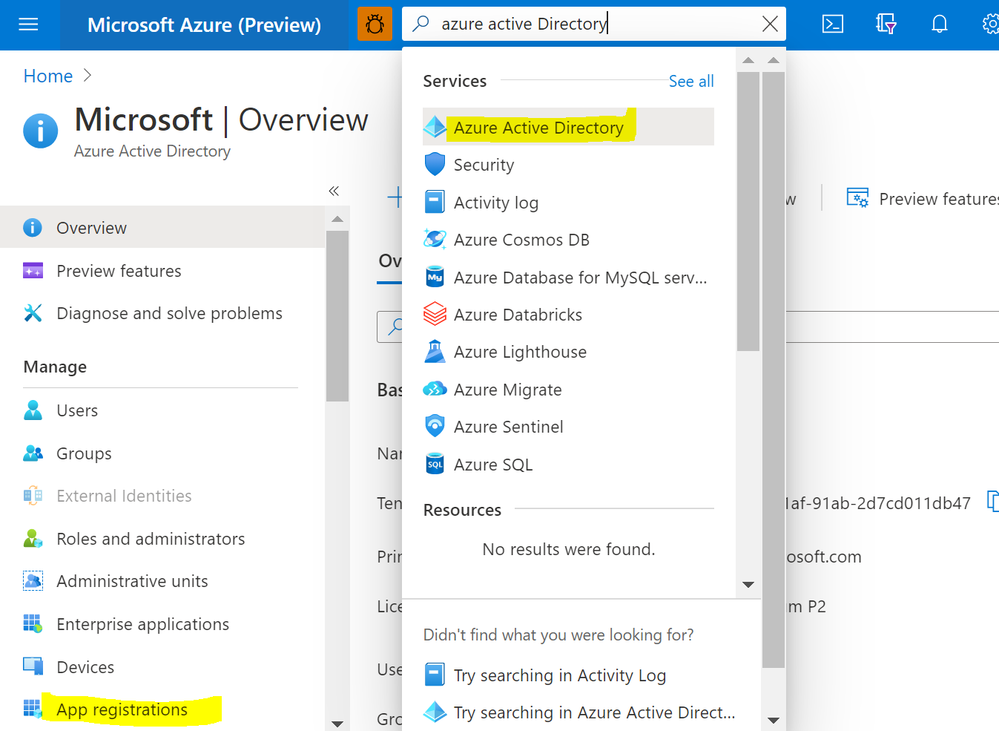 Microsoft Azure (Preview)
azure active Directory
Home
Microsoft | Overview
Azure Active Directory
Overview
Preview features
Diagnose and solve problems
Manage
Users
Groups
External Identities
Roles and administrators
Administrative units
Enterprise applications
Devices
App registrations
Services
See all
Azure Active Directory
Security
Activity log
Azure Cosmos DB
My
Azure Database for MySQL serv...
Azure Databricks
Azure Lighthouse
Azure Migrate
Azure Sentinel
SQL
Azure SQL
Resources
No results were found.
Didn't find what you were looking for?
Try searching in Activity Log
Try searching in Azure Active Direct...
w
Preview features
Ov
Bas
Nar
Ten
1af-91ab-2d7cd011db47
Prin
osoft.com
Lice
m P2
Use
Gro